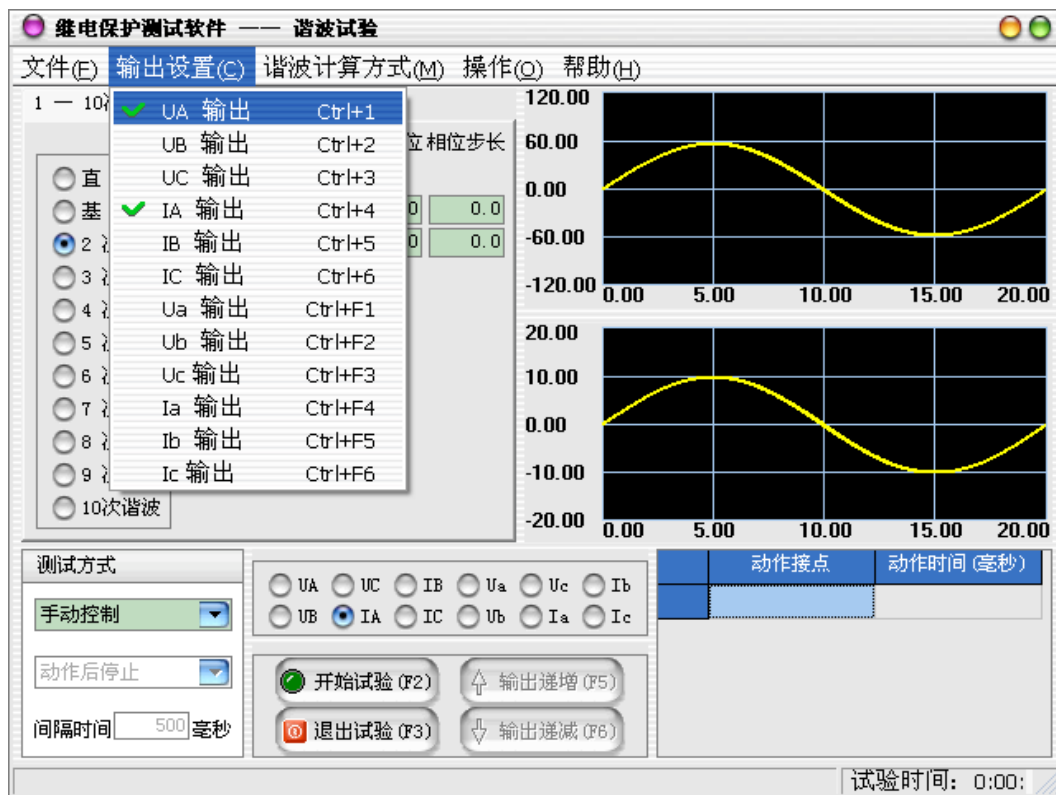 继电保护测试软件 —— 谐波试验
文件(F) 输出设置(C) 谐波计算方式(M) 操作(O) 帮助(H)
1 — 10
UA 输出 Ctrl+1
UB 输出 Ctrl+2
UC 输出 Ctrl+3
IA 输出 Ctrl+4
IB 输出 Ctrl+5
IC 输出 Ctrl+6
Ua 输出 Ctrl+F1
Ub 输出 Ctrl+F2
Uc 输出 Ctrl+F3
Ia 输出 Ctrl+F4
Ib 输出 Ctrl+F5
Ic 输出 Ctrl+F6
位 相位步长
直
基 0 0.0
2 0 0.0
3
4
5
6
7
8
9
10次谐波
120.00
60.00
0.00
-60.00
-120.00
0.00 5.00 10.00 15.00 20.00
20.00
10.00
0.00
-10.00
-20.00
0.00 5.00 10.00 15.00 20.00
测试方式
手动控制
动作后停止
间隔时间 500 毫秒
UA UC IB Ua Uc Ib
UB IA IC Ub Ia Ic
开始试验(F2) 输出递增(F5)
退出试验(F3) 输出递减(F6)
动作接点 动作时间(毫秒)
试验时间: 0:00: